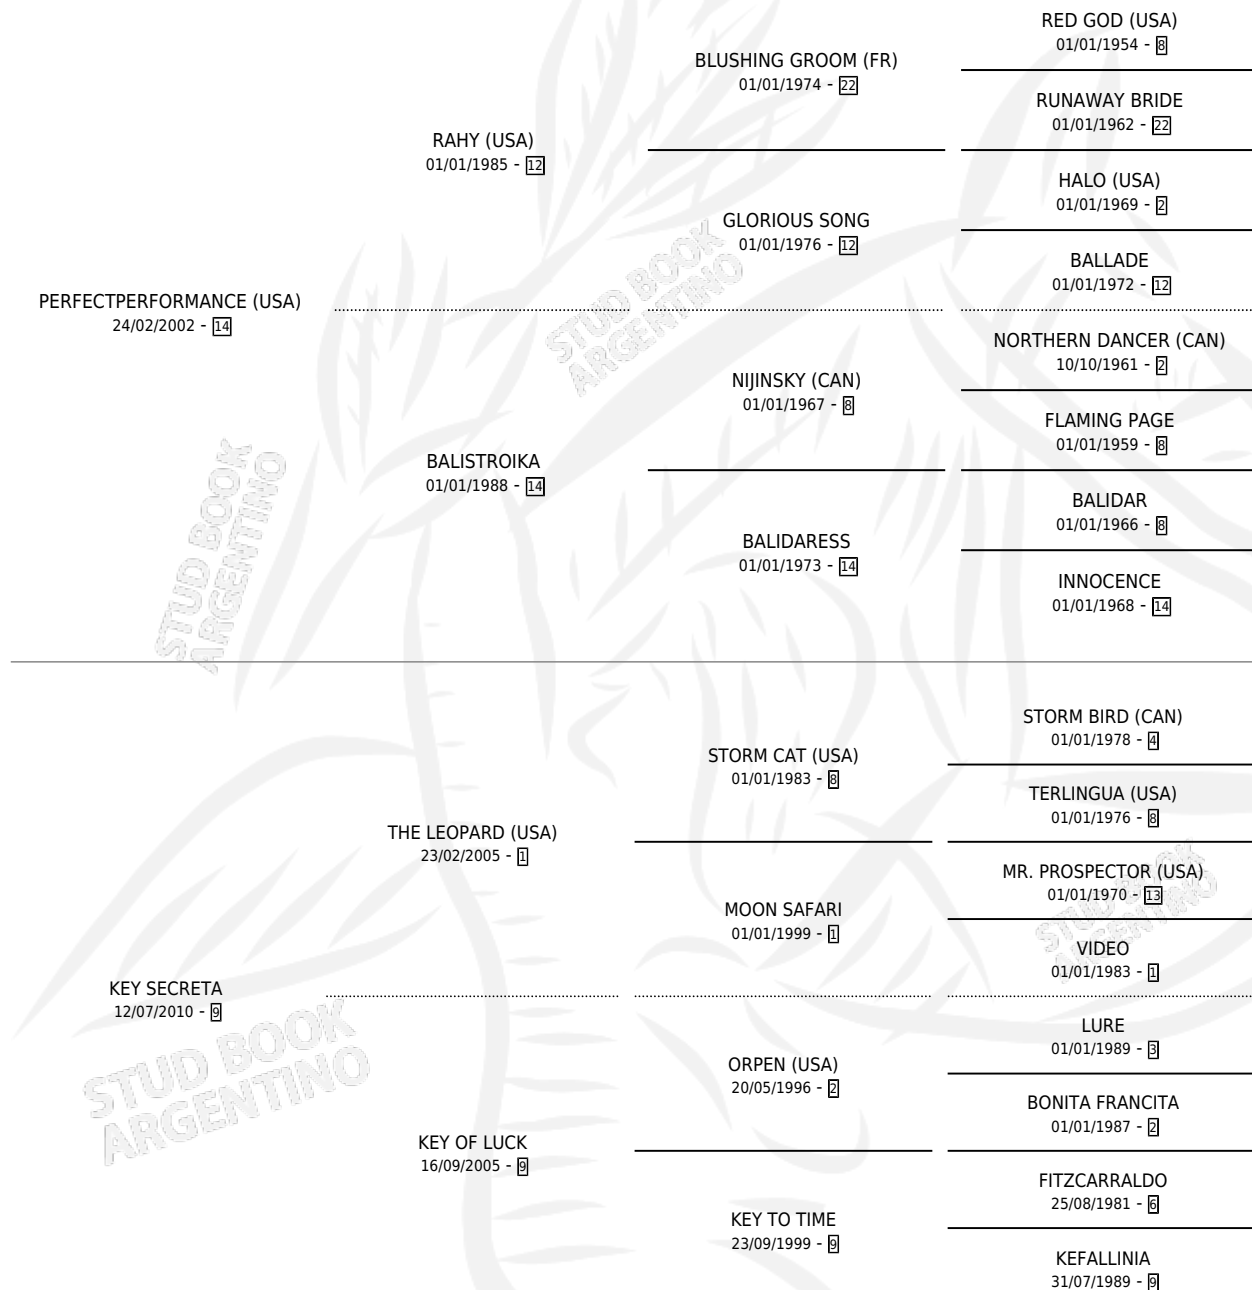 RED GOD (USA)
01/01/1954 - 8
BLUSHING GROOM (FR)
01/01/1974 - 22
RUNAWAY BRIDE
01/01/1962 - 22
RAHY (USA)
01/01/1985 - 12
HALO (USA)
01/01/1969 - 2
GLORIOUS SONG
01/01/1976 - 12
BALLADE
01/01/1972 - 12
PERFECTPERFORMANCE (USA)
24/02/2002 - 14
NORTHERN DANCER (CAN)
10/10/1961 - 2
NIJINSKY (CAN)
01/01/1967 - 8
FLAMING PAGE
01/01/1959 - 8
BALISTROIKA
01/01/1988 - 14
BALIDAR
01/01/1966 - 8
BALIDARESS
01/01/1973 - 14
INNOCENCE
01/01/1968 - 14
STUD BOOK
ARGENTINO
STUD BOOK
ARGENTINO
STORM BIRD (CAN)
01/01/1978 - 4
STORM CAT (USA)
01/01/1983 - 8
TERLINGUA (USA)
01/01/1976 - 8
THE LEOPARD (USA)
23/02/2005 - 1
MR. PROSPECTOR (USA)
01/01/1970 - 13
MOON SAFARI
01/01/1999 - 1
VIDEO
01/01/1983 - 1
KEY SECRETA
12/07/2010 - 9
LURE
01/01/1989 - 3
ORPEN (USA)
20/05/1996 - 2
BONITA FRANCITA
01/01/1987 - 2
KEY OF LUCK
16/09/2005 - 9
FITZCARRALDO
25/08/1981 - 6
KEY TO TIME
23/09/1999 - 9
KEFALLINIA
31/07/1989 - 9
STUD BOOK
ARGENTINO
STUD BOOK
ARGENTINO